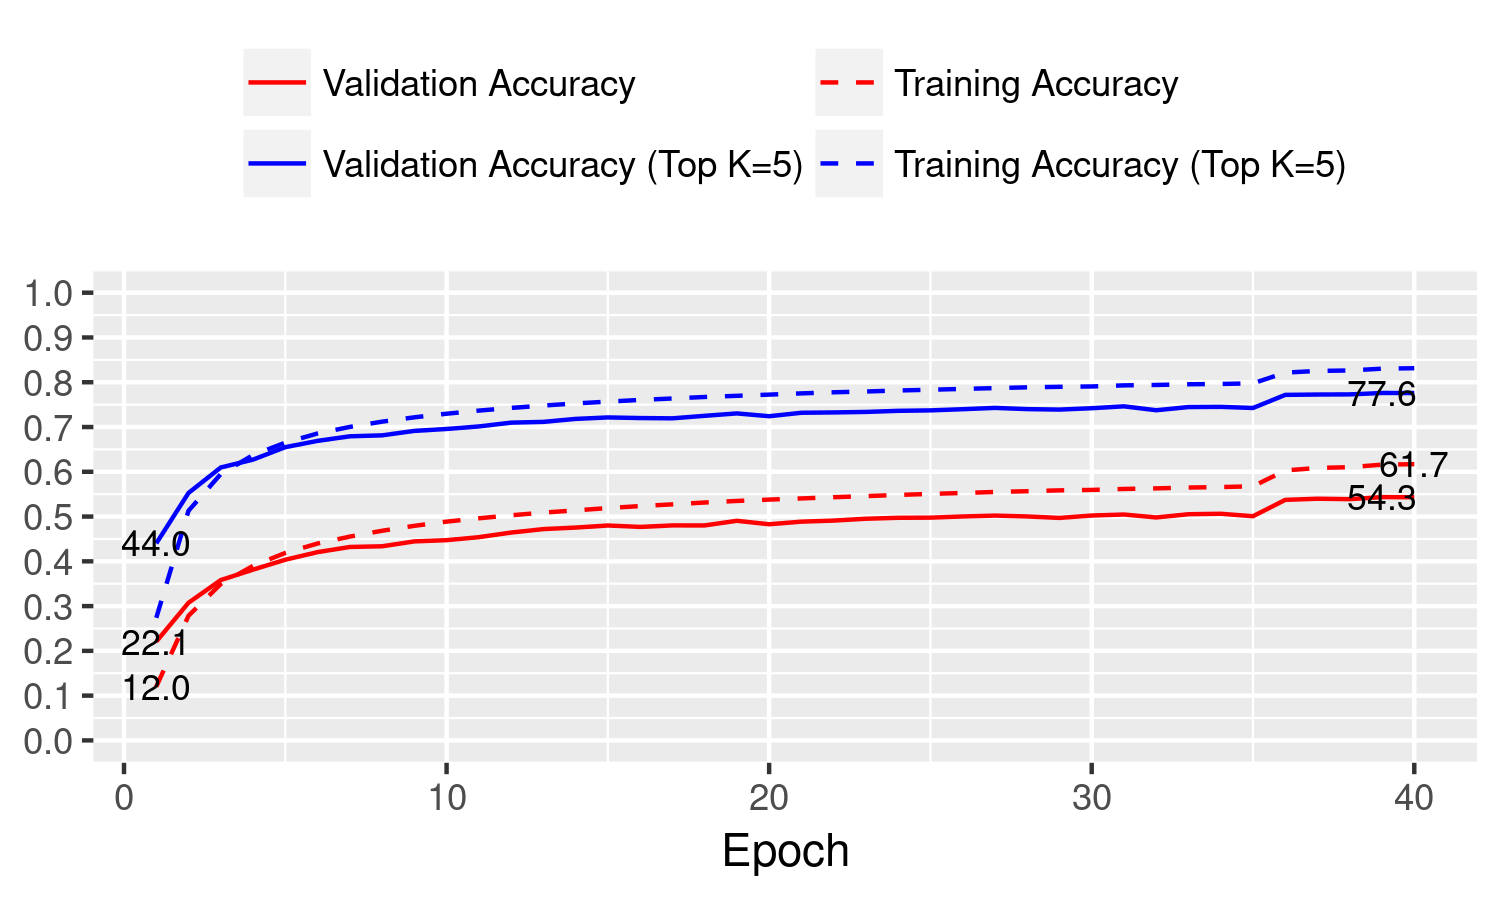 Validation Accuracy
Training Accuracy
Validation Accuracy (Top K=5)
Training Accuracy (Top K=5)
1.0
0.9
0.8
77.6
0.7
0.6
61.7
54.3
0.5
44.0
0.4
0.3
22.1
0.2
12.0
0.1
0.0
0 10 20 30 40
Epoch